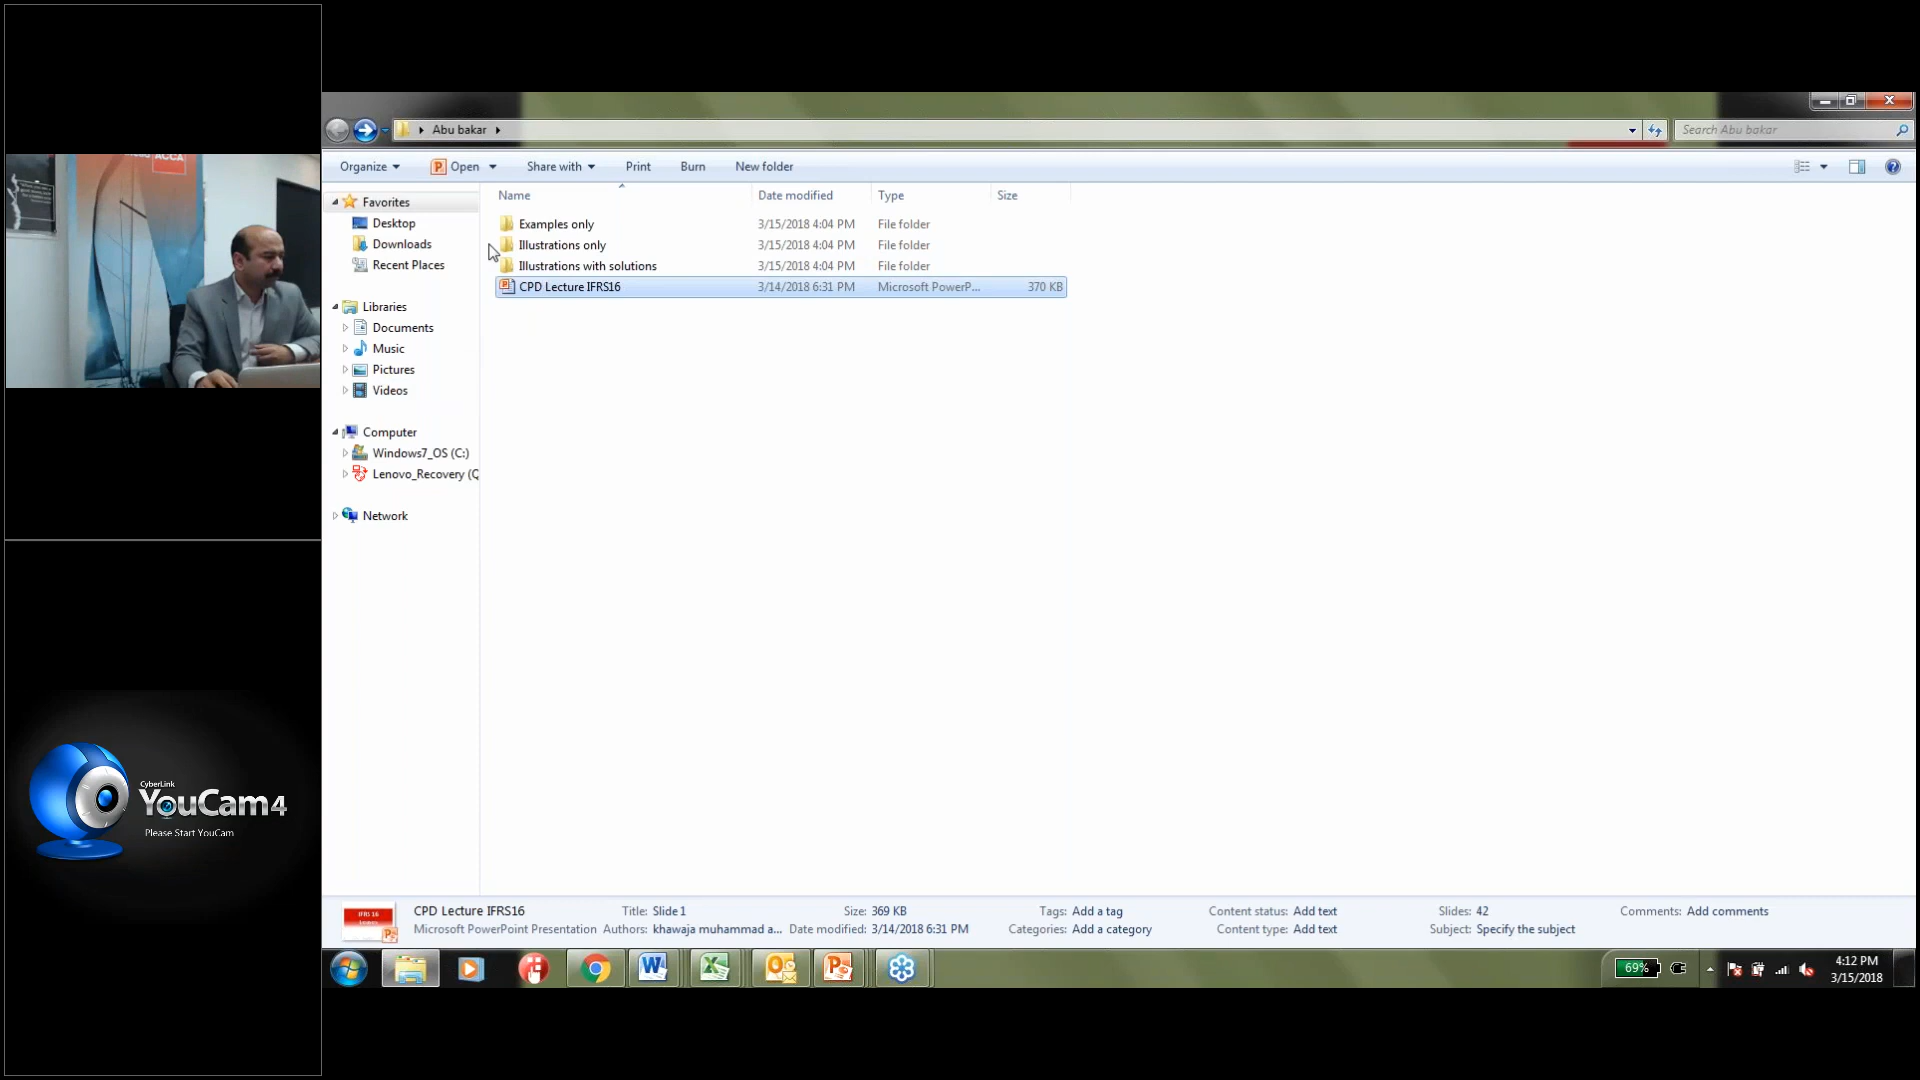 ACCA
CyberLink
YouCam4
Please Start YouCam
Abu bakar
Search Abu bakar
Organize
Open
Share with
Print
Burn
New folder
Name
Date modified
Type
Size
Favorites
Desktop
Downloads
Recent Places
Libraries
Documents
Music
Pictures
Videos
Computer
Windows7_OS (C:)
Lenovo_Recovery (Q
Network
Examples only 3/15/2018 4:04 PM File folder
Illustrations only 3/15/2018 4:04 PM File folder
Illustrations with solutions 3/15/2018 4:04 PM File folder
CPD Lecture IFRS16 3/14/2018 6:31 PM Microsoft PowerP... 370 KB
IFRS 16
CPD Lecture IFRS16 Title: Slide 1 Size: 369 KB Tags: Add a tag Content status: Add text Slides: 42 Comments: Add comments
Microsoft PowerPoint Presentation Authors: khawaja muhammad a... Date modified: 3/14/2018 6:31 PM Categories: Add a category Content type: Add text Subject: Specify the subject
69%
4:12 PM
3/15/2018